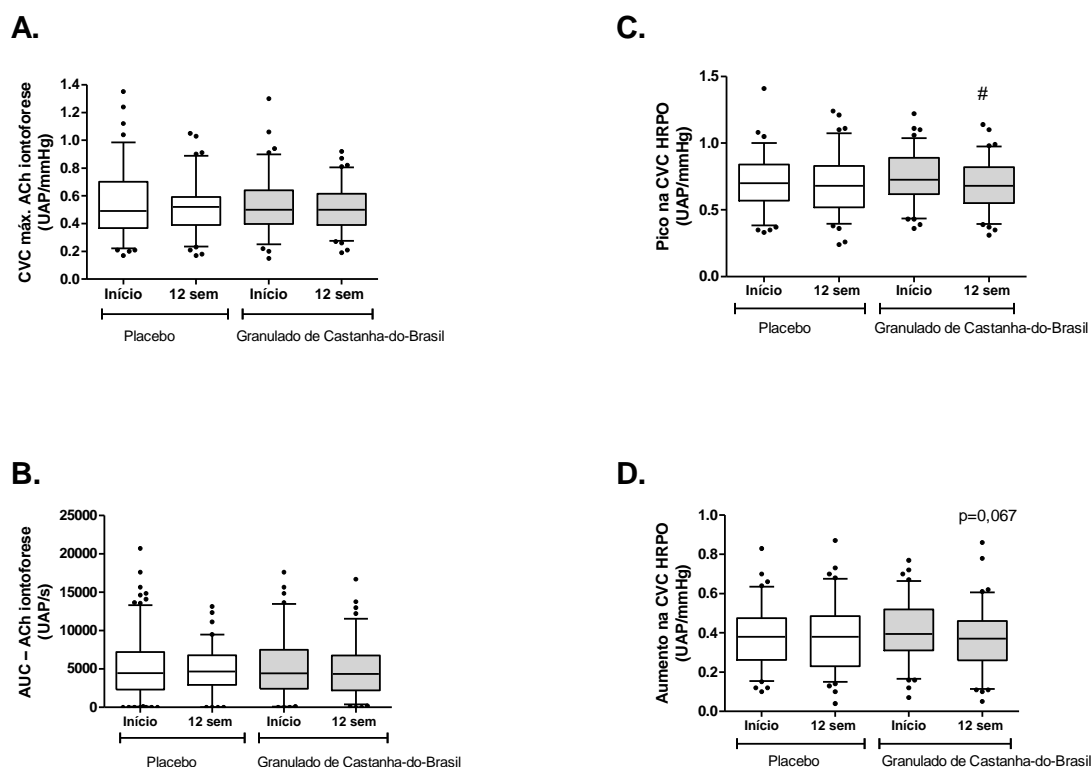 A.
CVC máx. ACh iontoforese
(UAP/mmHg)
1.4
1.2
1.0
0.8
0.6
0.4
0.2
0.0
Início
12 sem
Início
12 sem
Placebo
Granulado de Castanha-do-Brasil
C.
Pico na CVC HRPO
(UAP/mmHg)
1.5
1.0
0.5
0.0
#
Início
12 sem
Início
12 sem
Placebo
Granulado de Castanha-do-Brasil
B.
AUC – ACh iontoforese
(UAP/s)
25000
20000
15000
10000
5000
0
Início
12 sem
Início
12 sem
Placebo
Granulado de Castanha-do-Brasil
D.
Aumento na CVC HRPO
(UAP/mmHg)
1.0
0.8
0.6
0.4
0.2
0.0
p=0,067
Início
12 sem
Início
12 sem
Placebo
Granulado de Castanha-do-Brasil